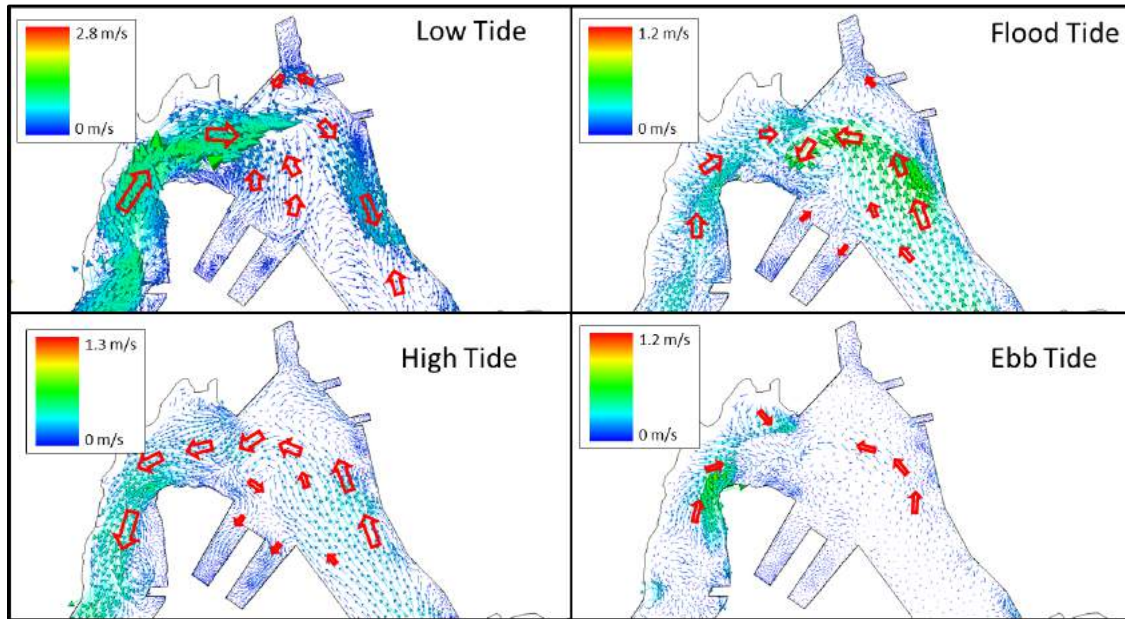 2.8 m/s
0 m/s
Low Tide
1.2 m/s
0 m/s
Flood Tide
1.3 m/s
0 m/s
High Tide
1.2 m/s
0 m/s
Ebb Tide